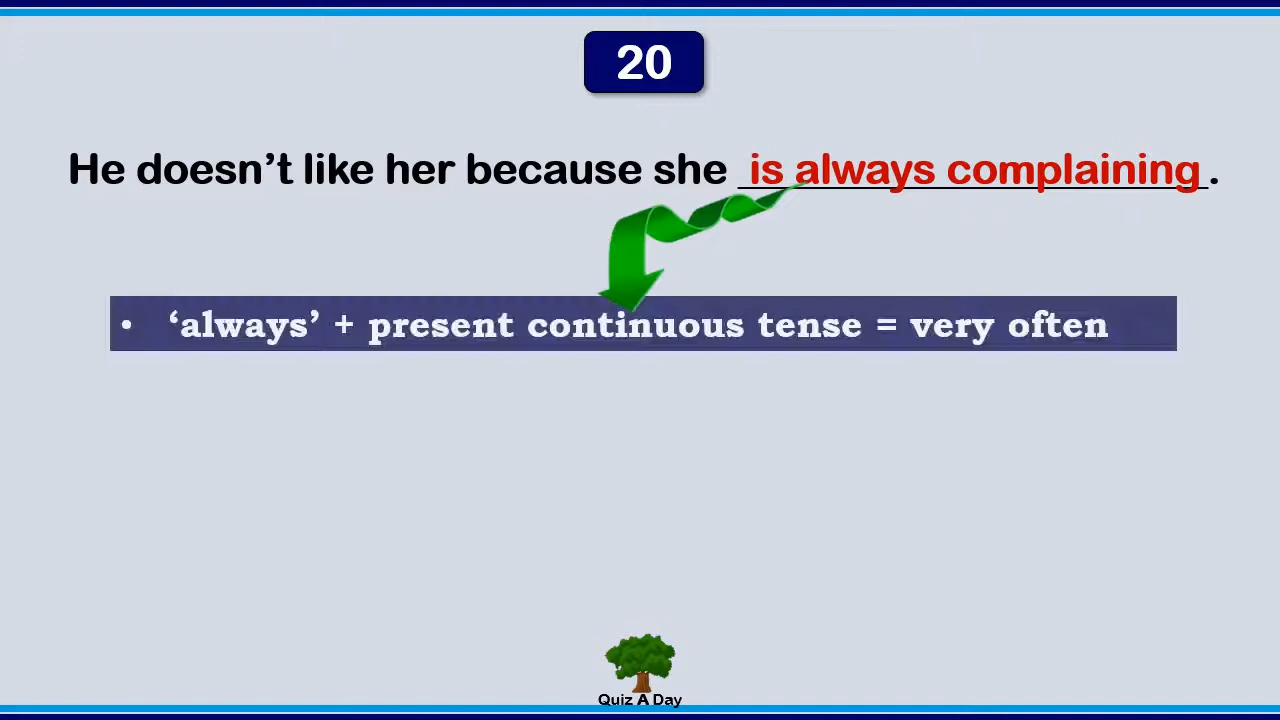 20
He doesn’t like her because she is always complaining.
• ‘always’ + present continuous tense = very often
Quiz A Day